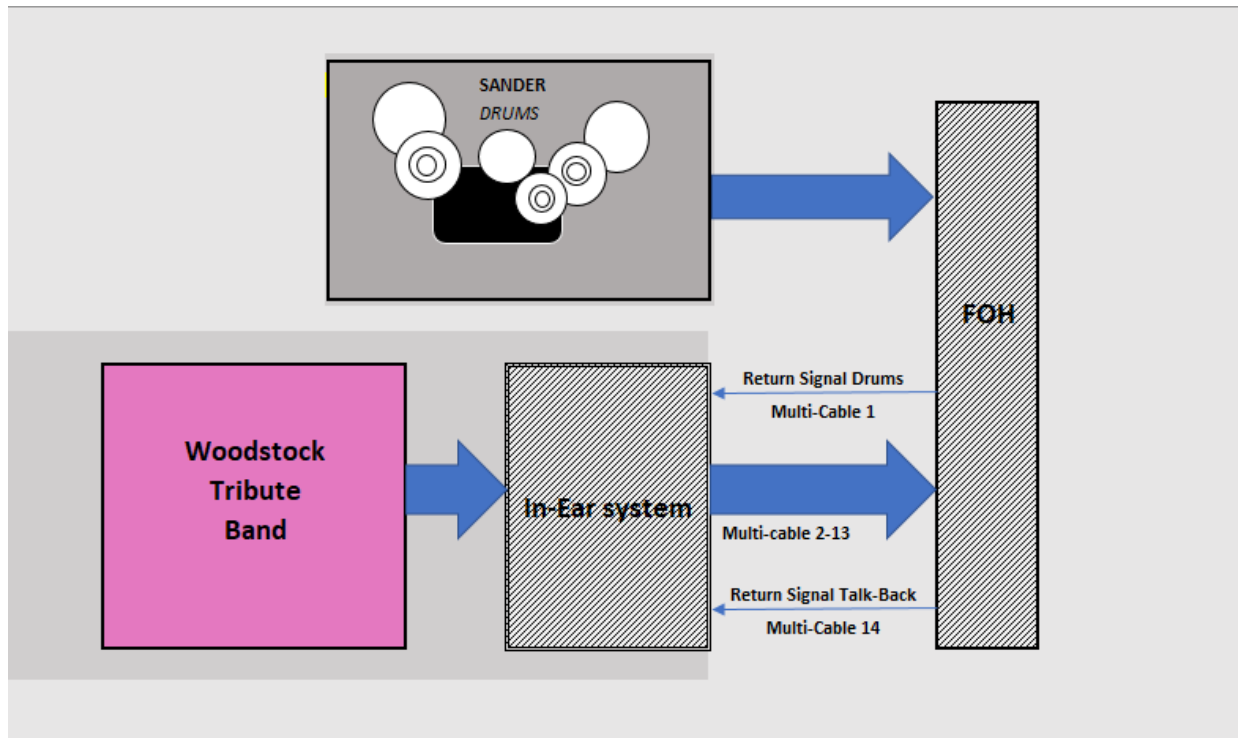 SANDER
DRUMS
FOH
Return Signal Drums
Multi-Cable 1
Woodstock
Tribute
Band
In-Ear system
Multi-cable 2-13
Return Signal Talk-Back
Multi-Cable 14